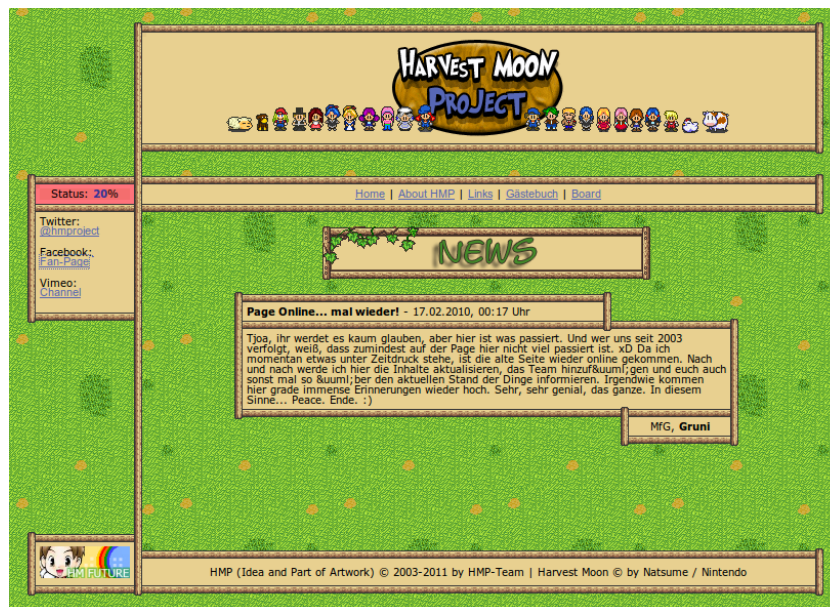 HARVEST MOON
PROJECT
Status: 20%
Home | About HMP | Links | Gästebuch | Board
Twitter:
@hmproject
Facebook:
Fan-Page
Vimeo:
Channel
NEWS
Page Online... mal wieder! - 17.02.2010, 00:17 Uhr
Tjoa, ihr werdet es kaum glauben, aber hier ist was passiert. Und wer uns seit 2003
verfolgt, weiß, dass zumindest auf der Page hier nicht viel passiert ist. xD Da ich
momentan etwas unter Zeitdruck stehe, ist die alte Seite wieder online gekommen. Nach
und nach werde ich hier die Inhalte aktualisieren, das Team hinzuf&uuml;gen und euch auch
sonst mal so &uuml;ber den aktuellen Stand der Dinge informieren. Irgendwie kommen
hier grade immense Erinnerungen wieder hoch. Sehr, sehr genial, das ganze. In diesem
Sinne... Peace. Ende. :)
MfG, Gruni
HM FUTURE
HMP (Idea and Part of Artwork) © 2003-2011 by HMP-Team | Harvest Moon © by Natsume / Nintendo